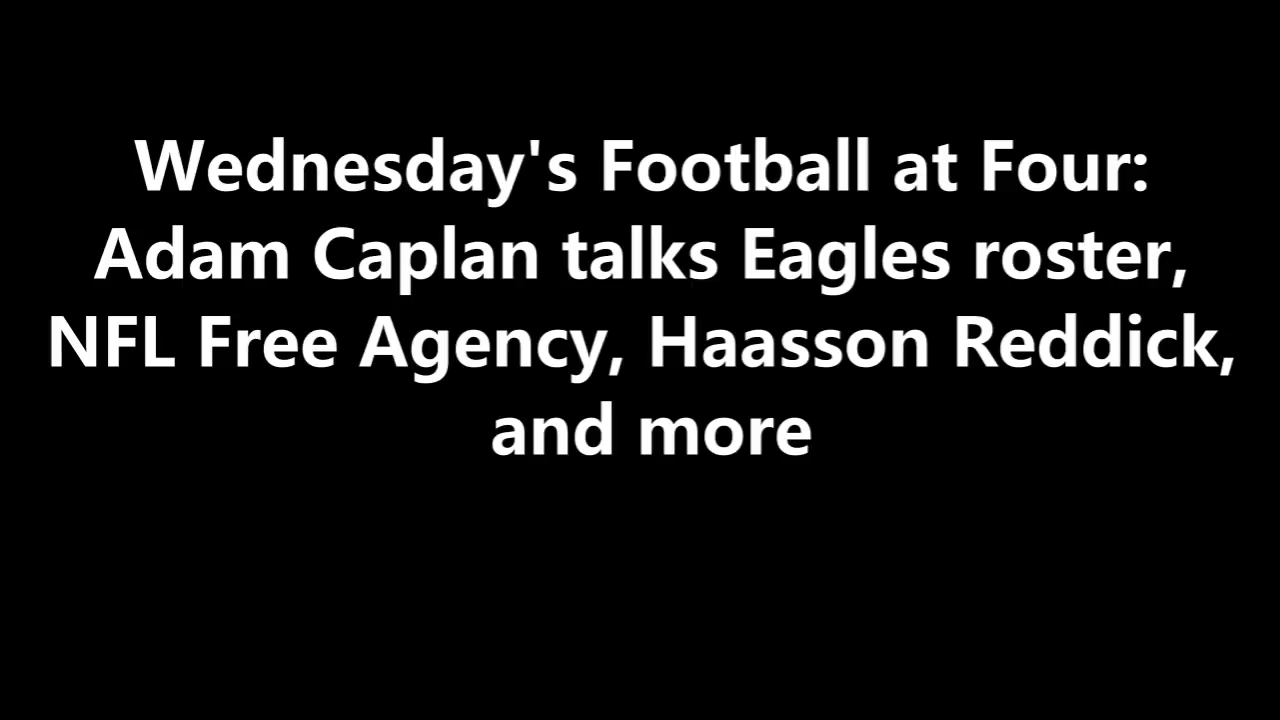 Wednesday's Football at Four:
Adam Caplan talks Eagles roster,
NFL Free Agency, Haasson Reddick,
and more